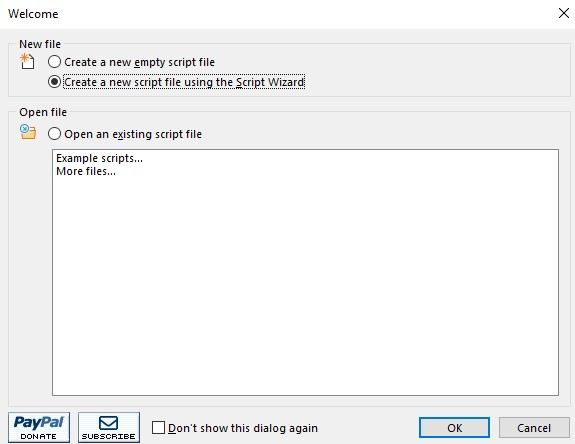 Welcome
New file
Create a new empty script file
Create a new script file using the Script Wizard
Open file
Open an existing script file
Example scripts...
More files...
PayPal
DONATE
SUBSCRIBE
Don't show this dialog again
OK
Cancel